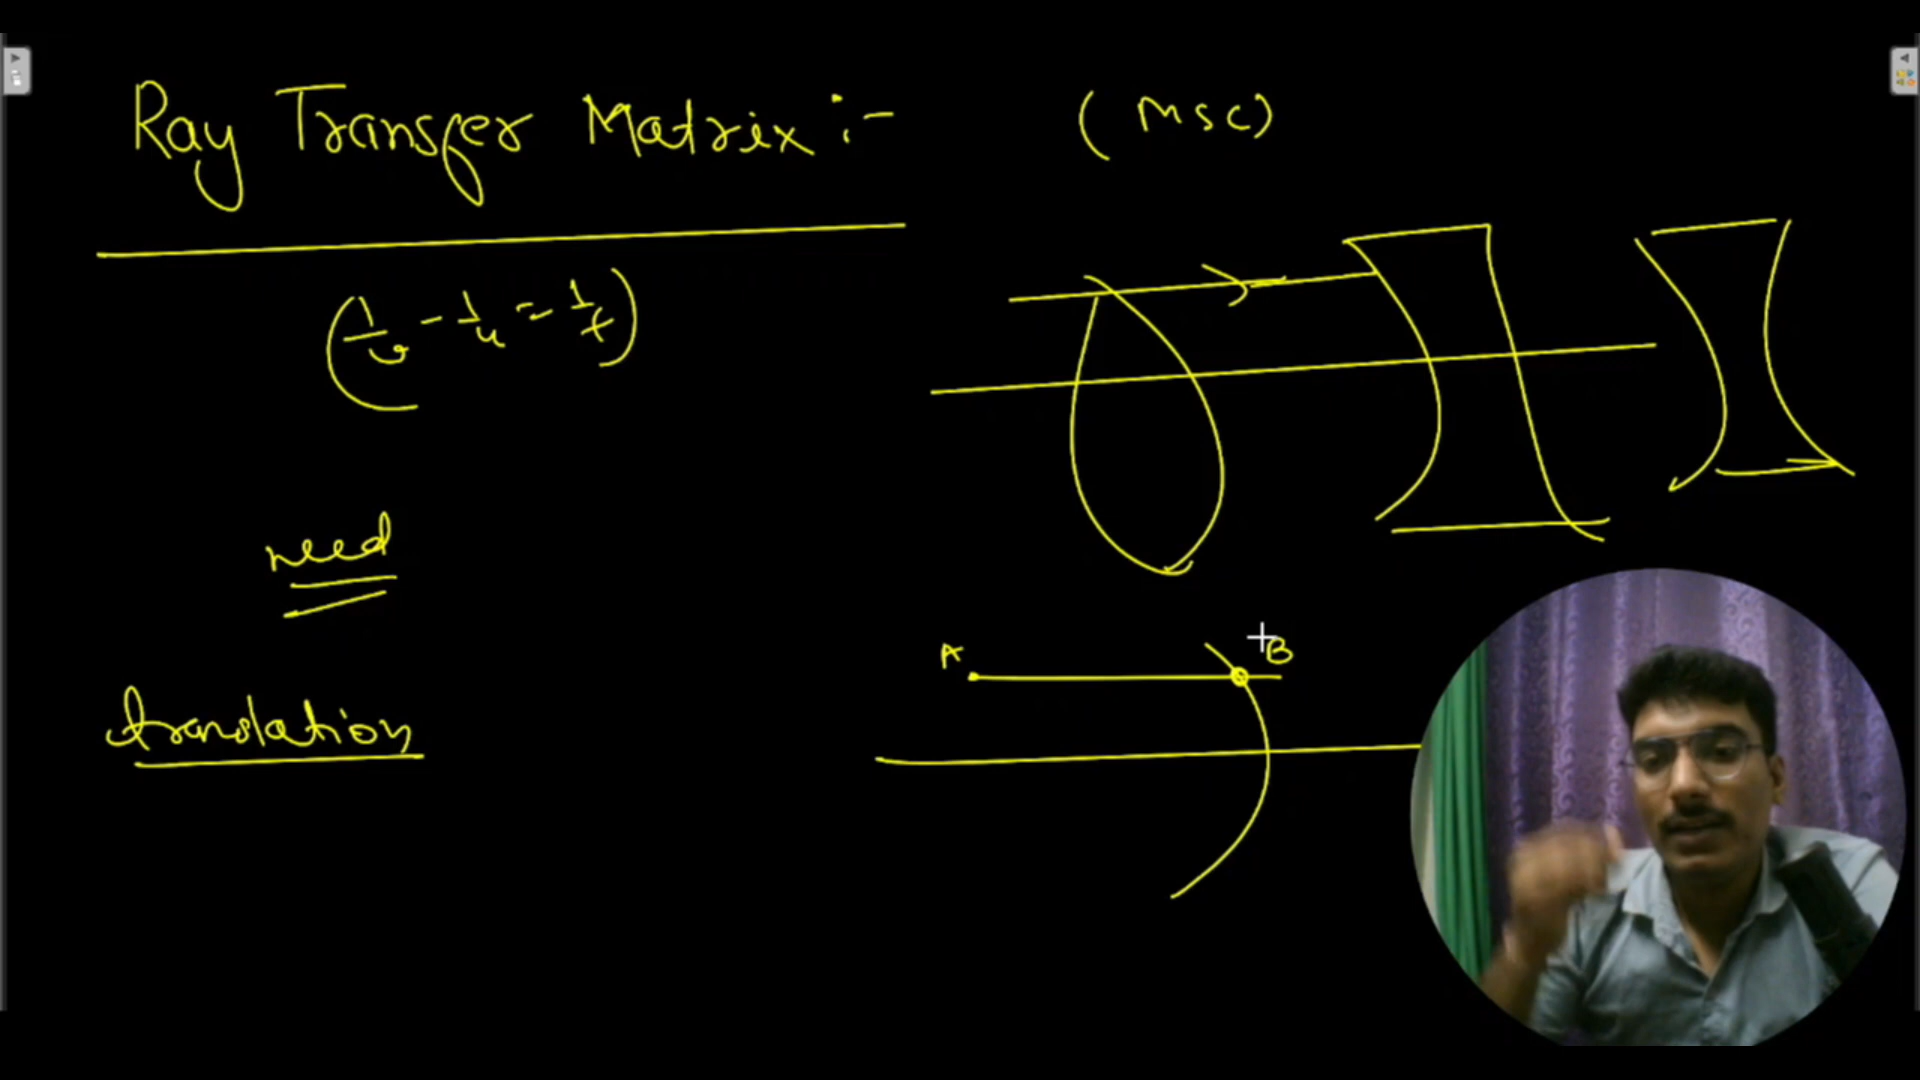 Ray Transfer Matrix :-
(MSC)
(1/v - 1/u = 1/f)
need
A
B
translation